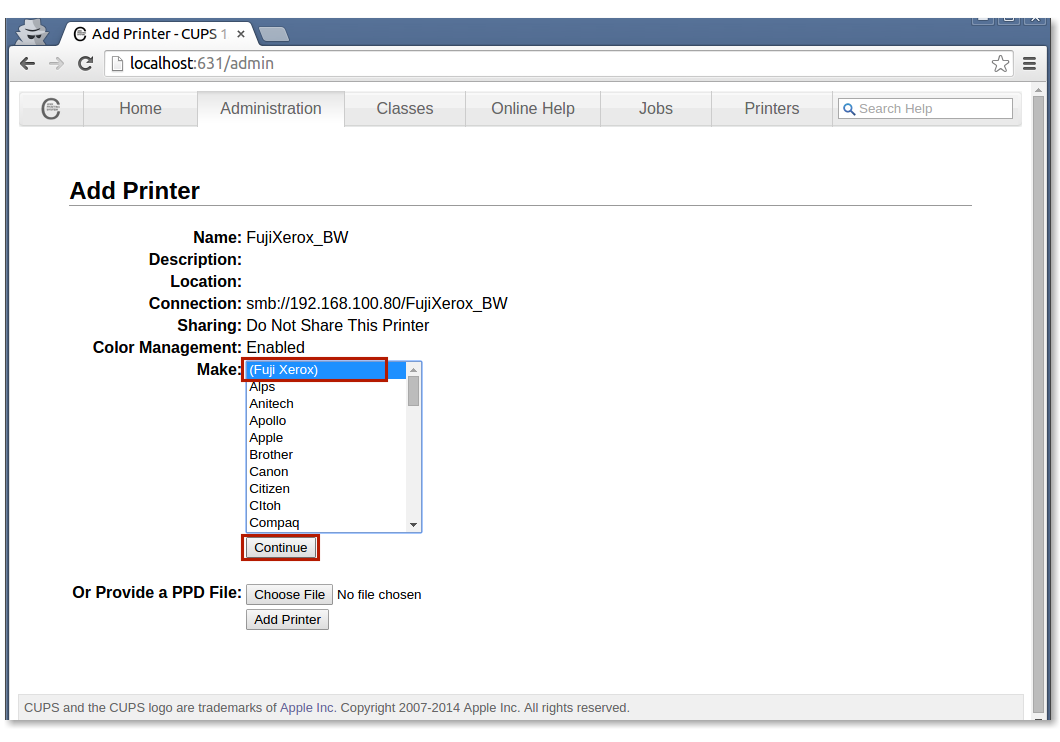 Add Printer - CUPS 1
localhost:631/admin
Home Administration Classes Online Help Jobs Printers Search Help
Add Printer
Name: FujiXerox_BW
Description:
Location:
Connection: smb://192.168.100.80/FujiXerox_BW
Sharing: Do Not Share This Printer
Color Management: Enabled
Make: (Fuji Xerox)
Alps
Anitech
Apollo
Apple
Brother
Canon
Citizen
CItoh
Compaq
Continue
Or Provide a PPD File: Choose File No file chosen
Add Printer
CUPS and the CUPS logo are trademarks of Apple Inc. Copyright 2007-2014 Apple Inc. All rights reserved.